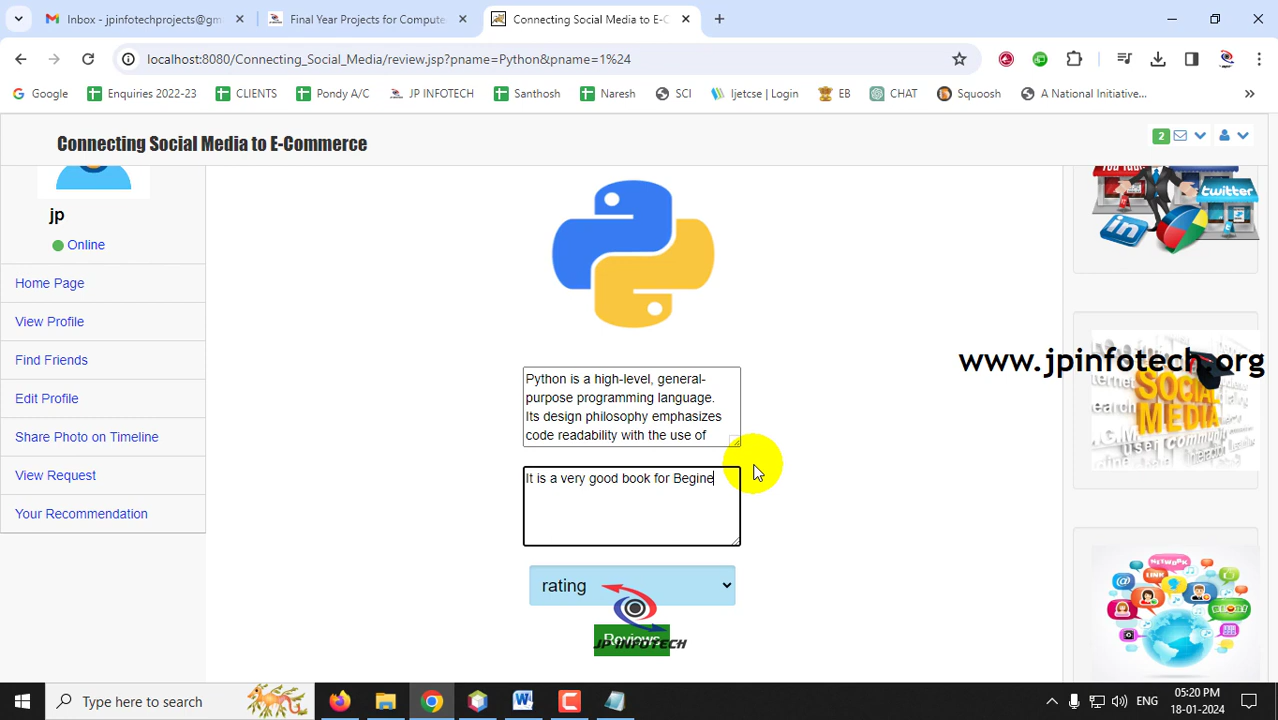 Inbox - jpinfotechprojects@gm
Final Year Projects for Compute
Connecting Social Media to E-C
localhost:8080/Connecting_Social_Media/review.jsp?pname=Python&pname=1%24
Google
Enquiries 2022-23
CLIENTS
Pondy A/C
JP INFOTECH
Santhosh
Naresh
SCI
Ijetcse | Login
EB
CHAT
Squoosh
A National Initiative...
Connecting Social Media to E-Commerce
2
jp
Online
Home Page
View Profile
Find Friends
Edit Profile
Share Photo on Timeline
View Request
Your Recommendation
Python is a high-level, general-
purpose programming language.
Its design philosophy emphasizes
code readability with the use of
It is a very good book for Begine
rating
Reviews
JP INFOTECH
twitter
www.jpinfotech.org
SOCIAL
MEDIA
Type here to search
ENG
05:20 PM
18-01-2024